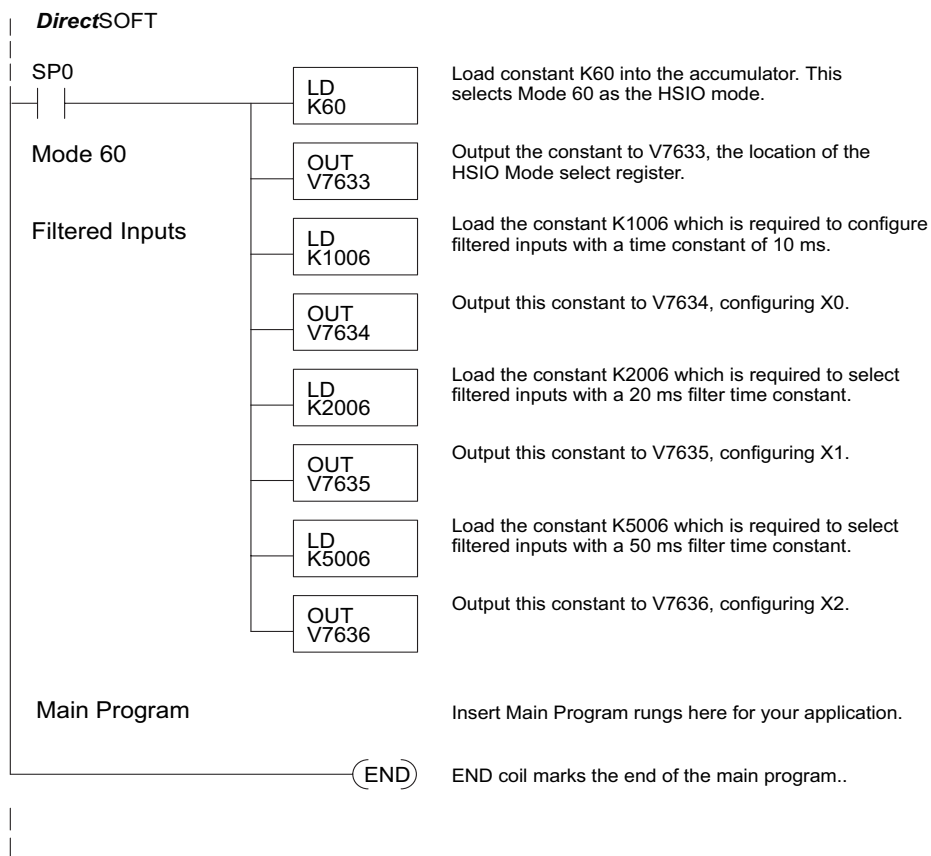 DirectSOFT
SP0
LD
K60
Load constant K60 into the accumulator. This
selects Mode 60 as the HSIO mode.
Mode 60
OUT
V7633
Output the constant to V7633, the location of the
HSIO Mode select register.
Filtered Inputs
LD
K1006
Load the constant K1006 which is required to configure
filtered inputs with a time constant of 10 ms.
OUT
V7634
Output this constant to V7634, configuring X0.
LD
K2006
Load the constant K2006 which is required to select
filtered inputs with a 20 ms filter time constant.
OUT
V7635
Output this constant to V7635, configuring X1.
LD
K5006
Load the constant K5006 which is required to select
filtered inputs with a 50 ms filter time constant.
OUT
V7636
Output this constant to V7636, configuring X2.
Main Program
Insert Main Program rungs here for your application.
END
END coil marks the end of the main program..